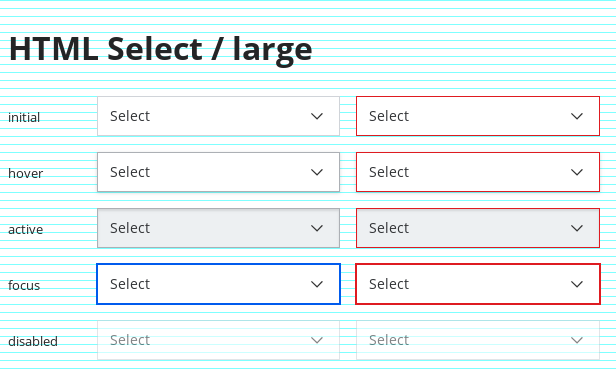 HTML Select / large
initial Select Select
hover Select Select
active Select Select
focus Select Select
disabled Select Select